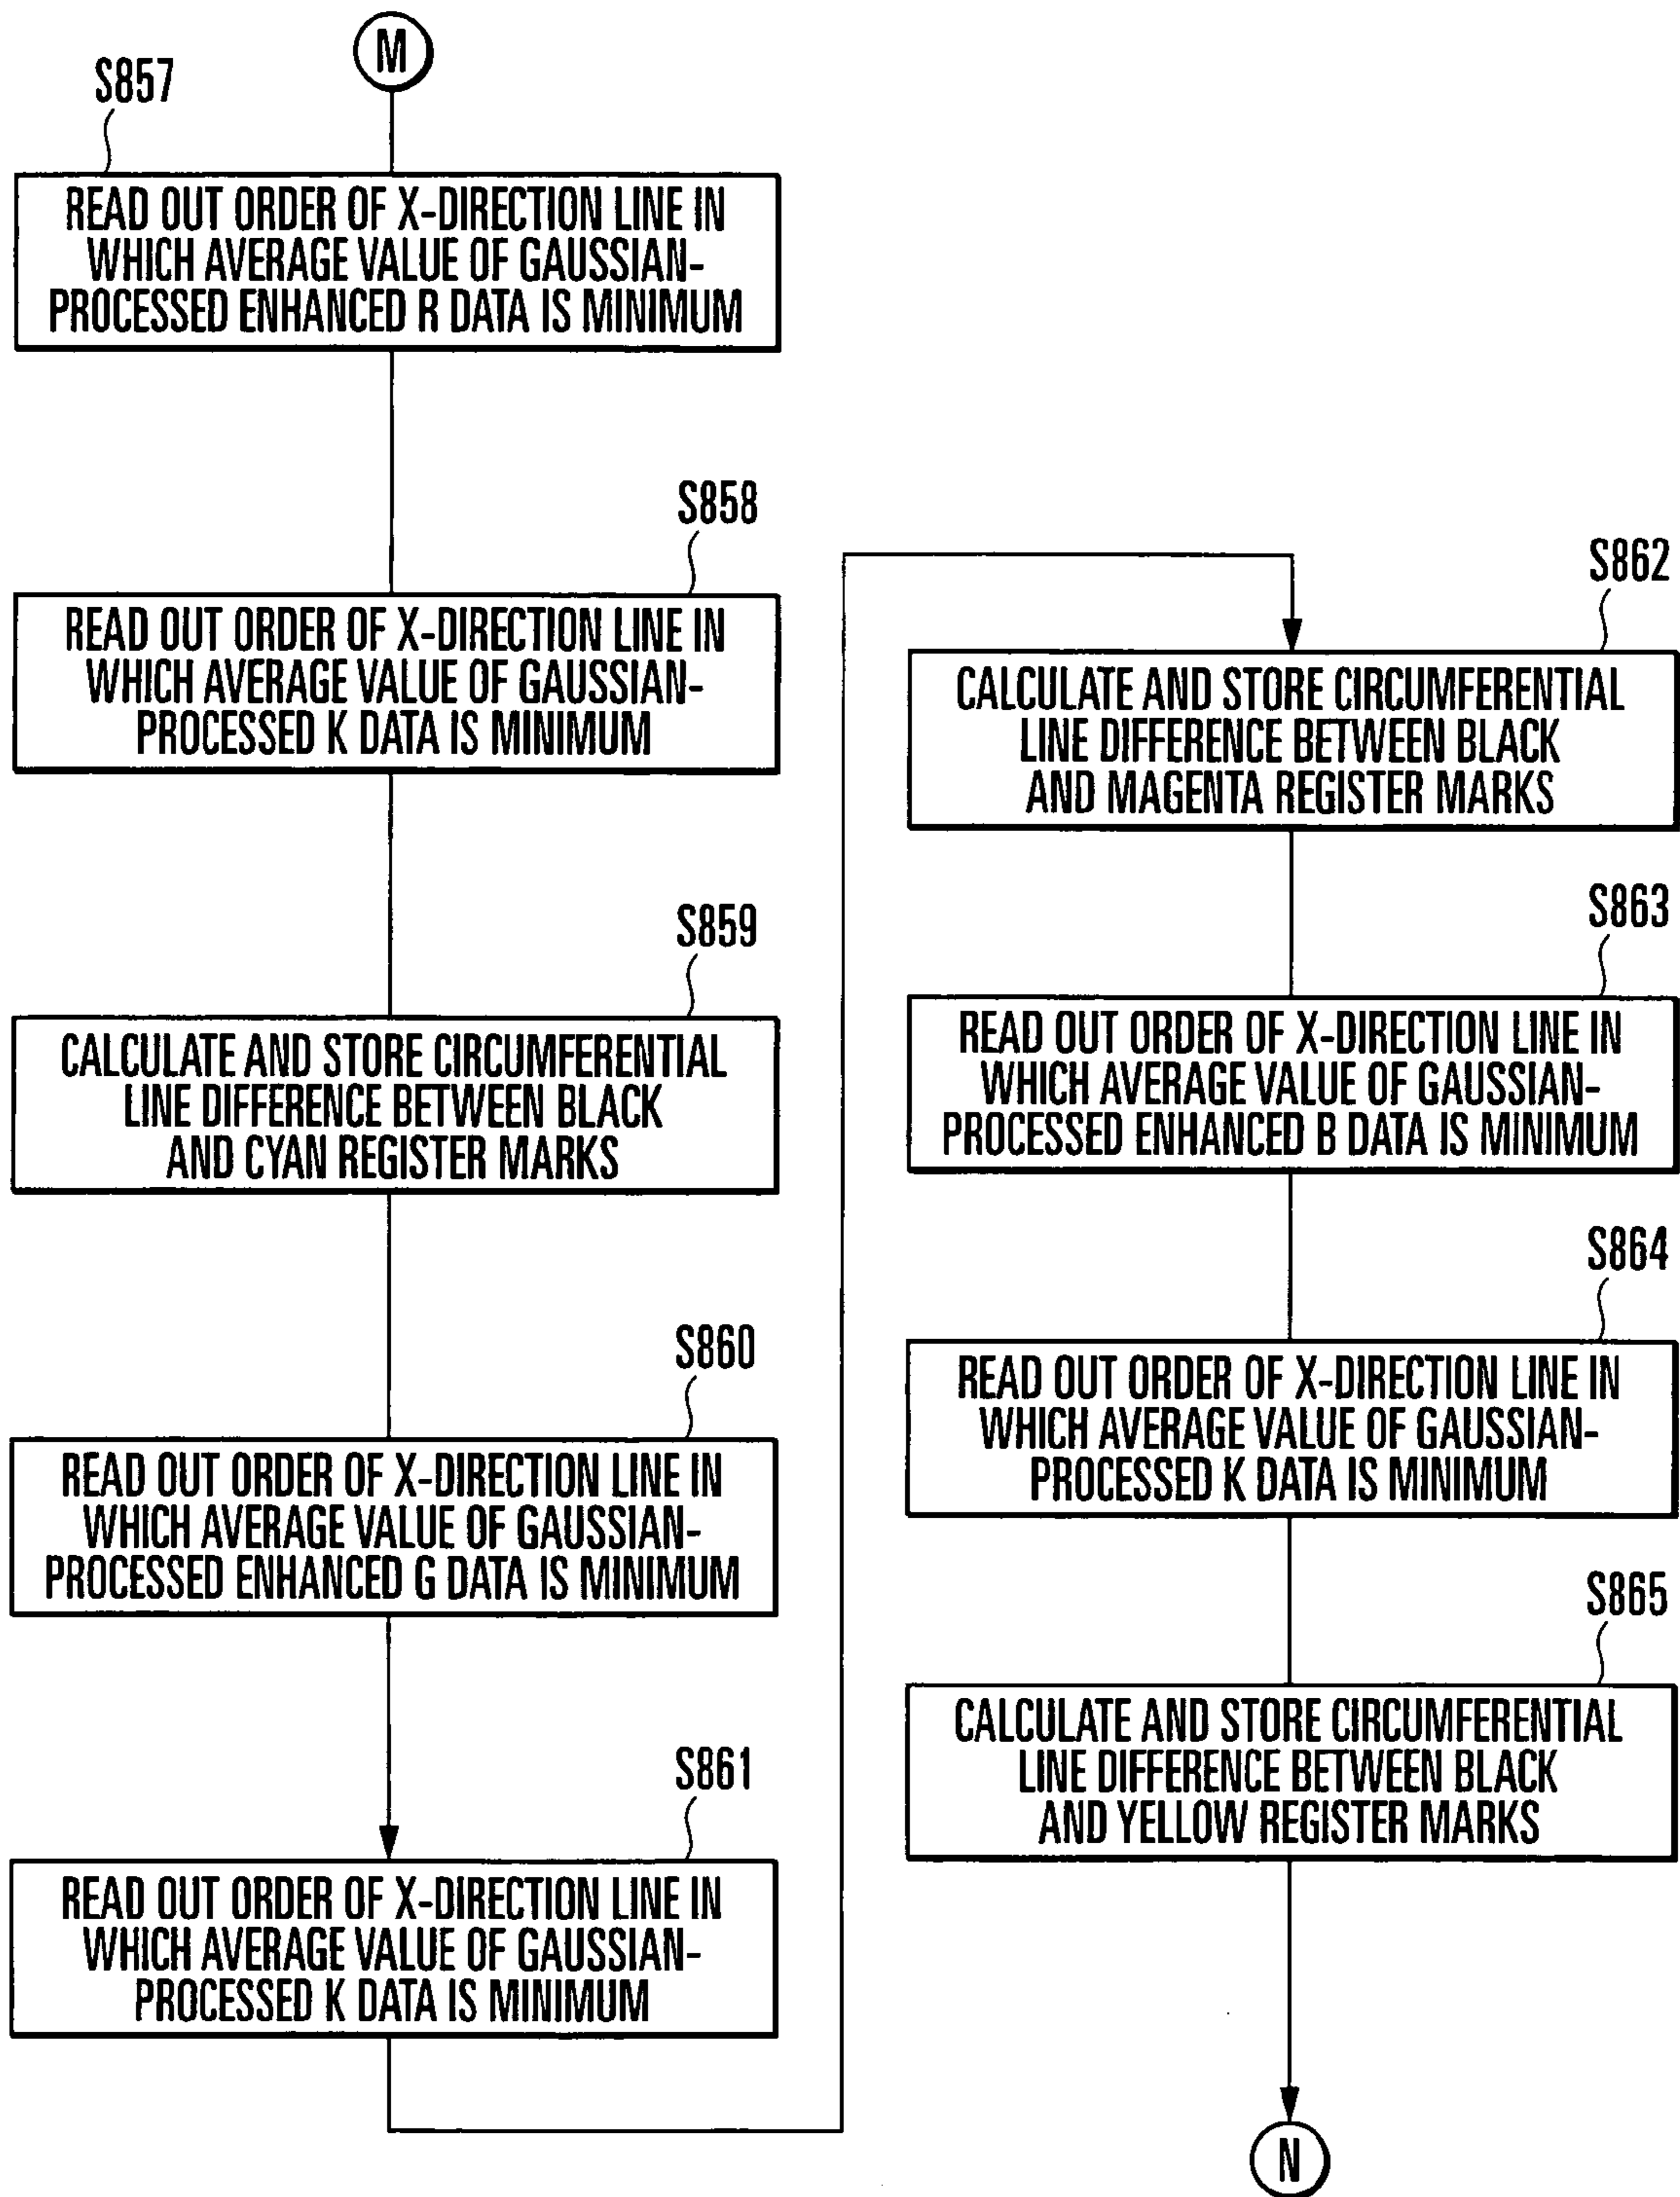 M
S857
READ OUT ORDER OF X-DIRECTION LINE IN
WHICH AVERAGE VALUE OF GAUSSIAN-
PROCESSED ENHANCED R DATA IS MINIMUM
S858
READ OUT ORDER OF X-DIRECTION LINE IN
WHICH AVERAGE VALUE OF GAUSSIAN-
PROCESSED K DATA IS MINIMUM
S859
CALCULATE AND STORE CIRCUMFERENTIAL
LINE DIFFERENCE BETWEEN BLACK
AND CYAN REGISTER MARKS
S860
READ OUT ORDER OF X-DIRECTION LINE IN
WHICH AVERAGE VALUE OF GAUSSIAN-
PROCESSED ENHANCED G DATA IS MINIMUM
S861
READ OUT ORDER OF X-DIRECTION LINE IN
WHICH AVERAGE VALUE OF GAUSSIAN-
PROCESSED K DATA IS MINIMUM
S862
CALCULATE AND STORE CIRCUMFERENTIAL
LINE DIFFERENCE BETWEEN BLACK
AND MAGENTA REGISTER MARKS
S863
READ OUT ORDER OF X-DIRECTION LINE IN
WHICH AVERAGE VALUE OF GAUSSIAN-
PROCESSED ENHANCED B DATA IS MINIMUM
S864
READ OUT ORDER OF X-DIRECTION LINE IN
WHICH AVERAGE VALUE OF GAUSSIAN-
PROCESSED K DATA IS MINIMUM
S865
CALCULATE AND STORE CIRCUMFERENTIAL
LINE DIFFERENCE BETWEEN BLACK
AND YELLOW REGISTER MARKS
N